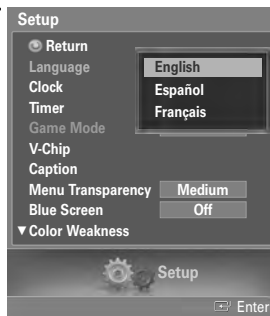 Setup
Return
Language English
Clock Español
Timer Français
Game Mode
V-Chip
Caption
Menu Transparency Medium
Blue Screen Off
▼Color Weakness
Setup
Enter